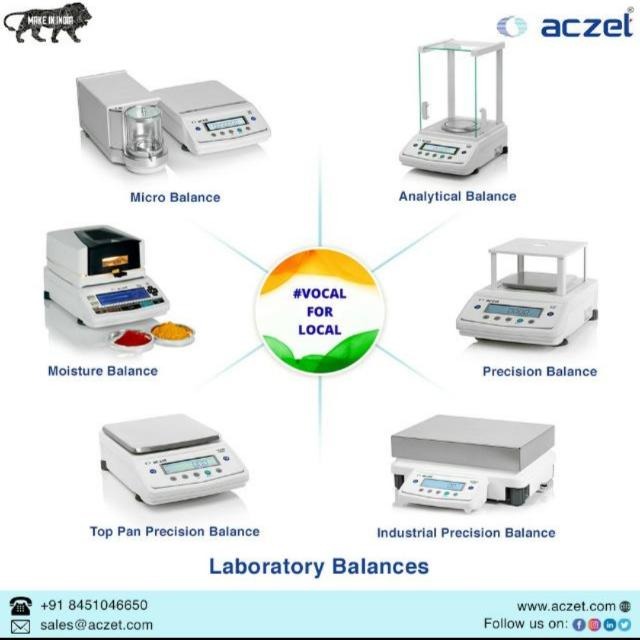 MAKE IN INDIA
aczet
Micro Balance
Analytical Balance
#VOCAL
FOR
LOCAL
Moisture Balance
Precision Balance
Top Pan Precision Balance
Industrial Precision Balance
Laboratory Balances
+91 8451046650
www.aczet.com
sales@aczet.com
Follow us on: